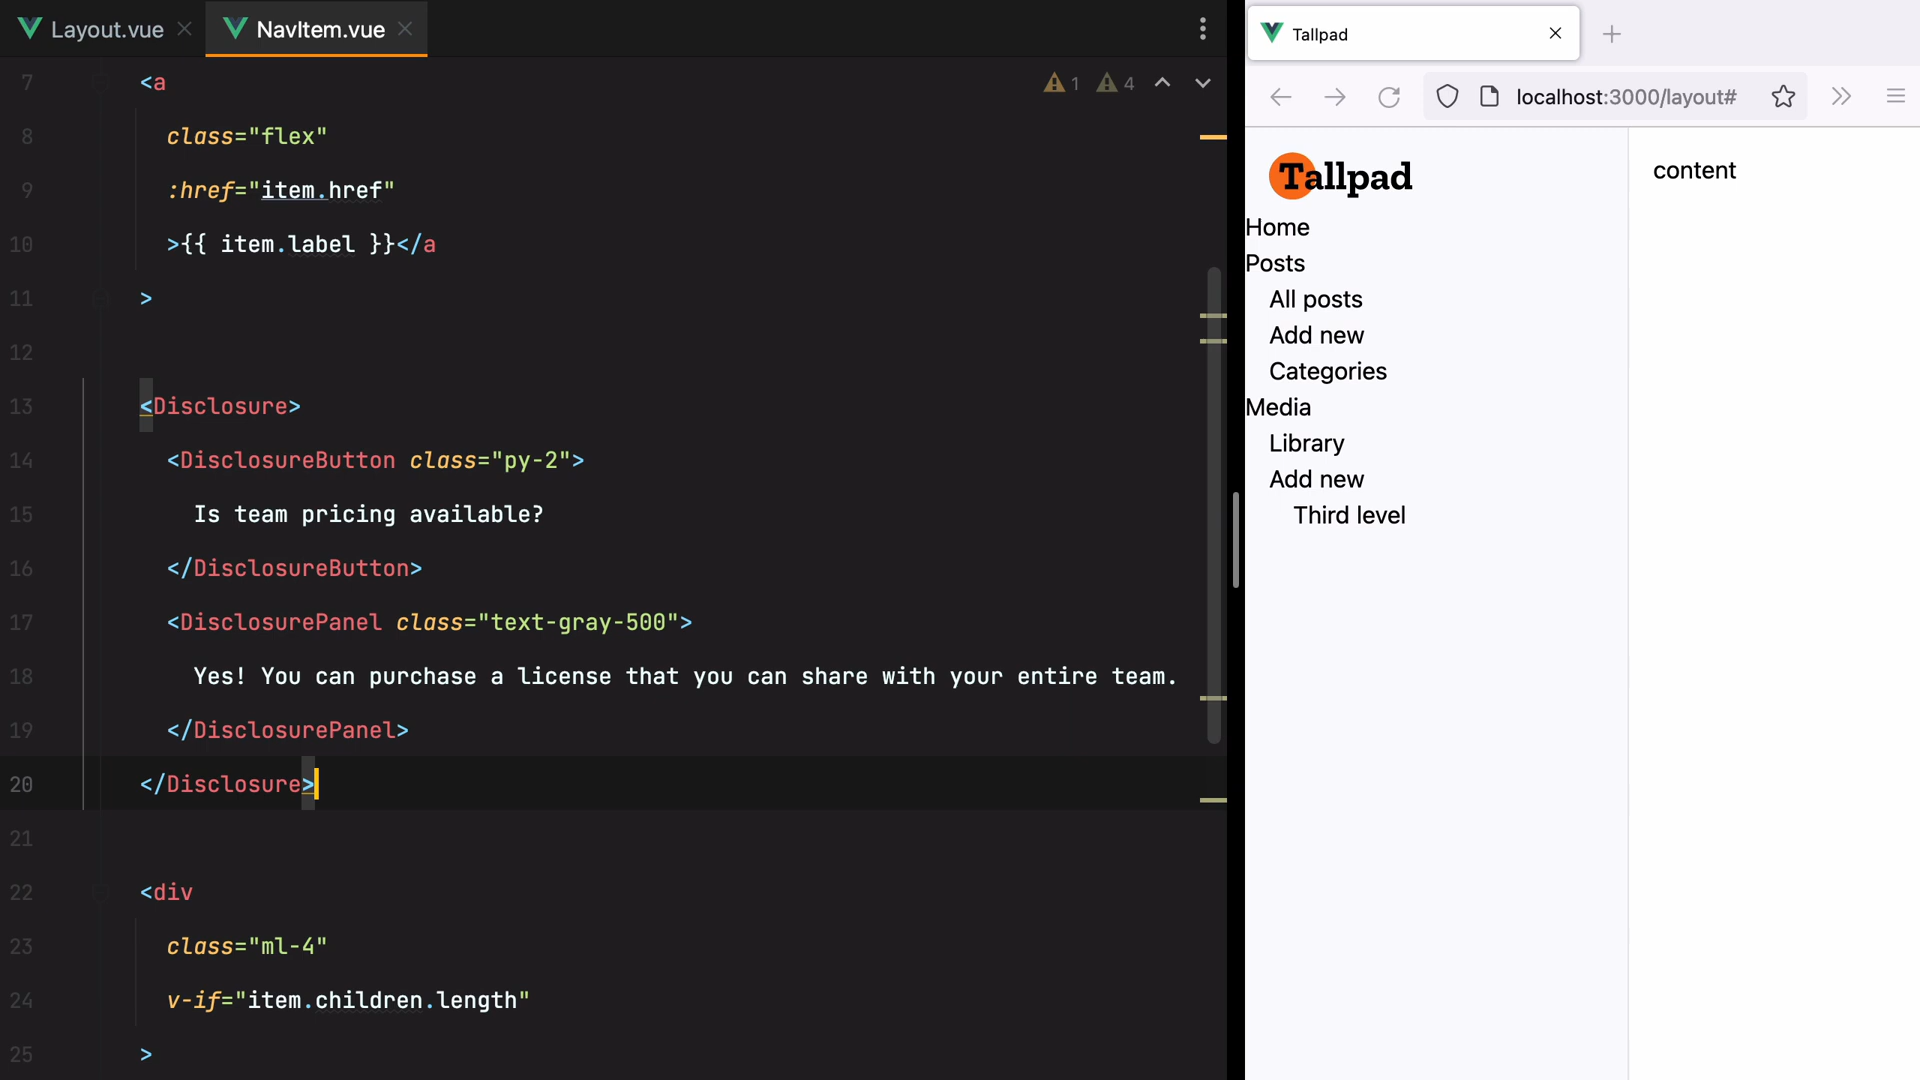 Layout.vue
NavItem.vue
1
4
7 <a
8 class="flex"
9 :href="item.href"
10 >{{ item.label }}</a
11 >
12
13 <Disclosure>
14 <DisclosureButton class="py-2">
15 Is team pricing available?
16 </DisclosureButton>
17 <DisclosurePanel class="text-gray-500">
18 Yes! You can purchase a license that you can share with your entire team.
19 </DisclosurePanel>
20 </Disclosure>
21
22 <div
23 class="ml-4"
24 v-if="item.children.length"
25 >
Tallpad
localhost:3000/layout#
Tallpad
Home
Posts
All posts
Add new
Categories
Media
Library
Add new
Third level
content